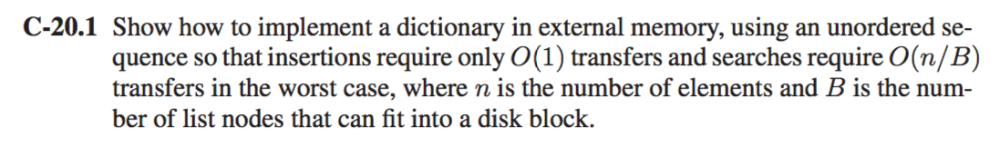 C-20.1 Show how to implement a dictionary in external memory, using an unordered se-
quence so that insertions require only O(1) transfers and searches require O(n/B)
transfers in the worst case, where n is the number of elements and B is the num-
ber of list nodes that can fit into a disk block.